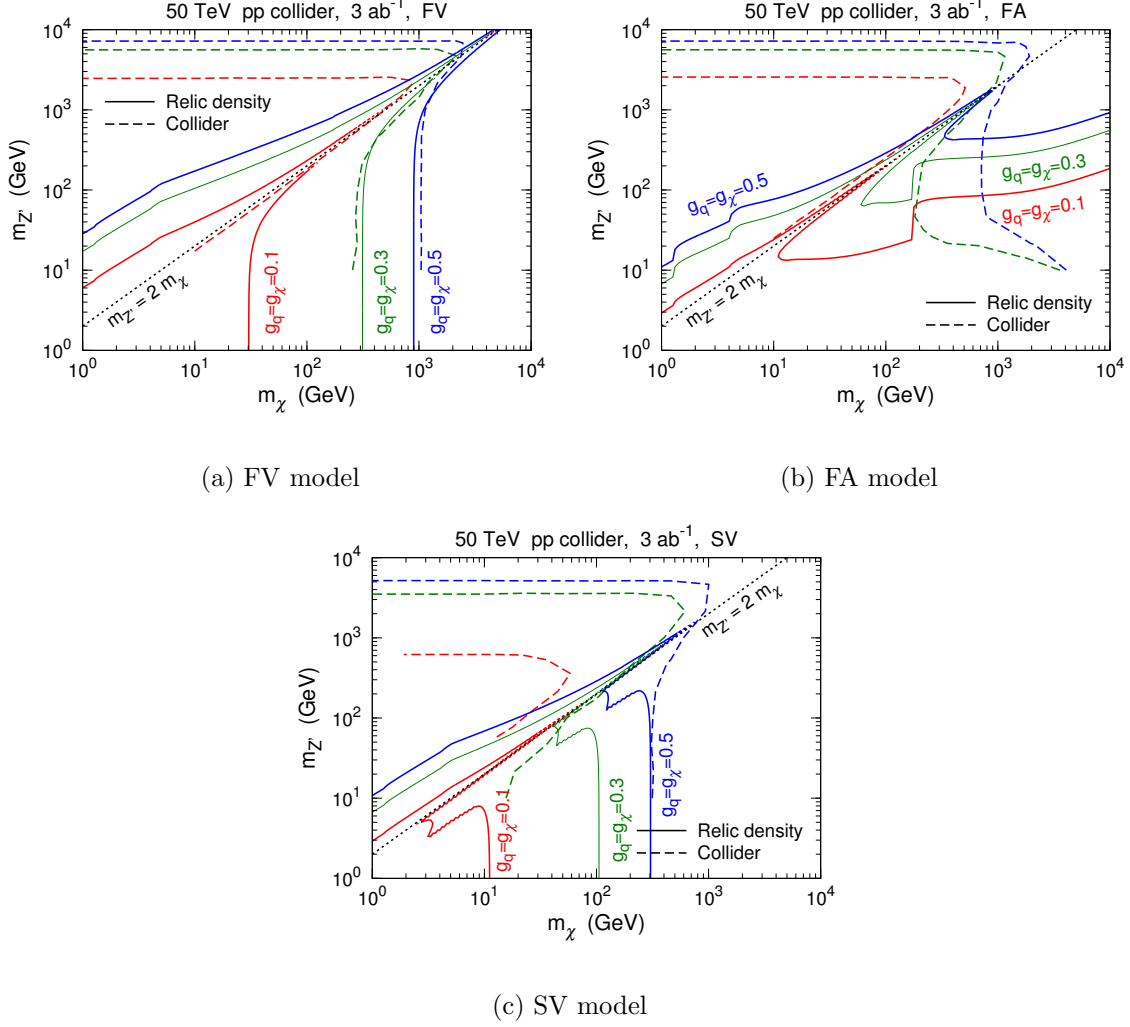 50 TeV pp collider, 3 ab⁻¹, FV
10⁴
10³
10²
10¹
10⁰
m_Z' (GeV)
Relic density
Collider
m_Z' = 2 m_χ
g_q=g_χ=0.1
g_q=g_χ=0.3
g_q=g_χ=0.5
10⁰ 10¹ 10² 10³ 10⁴
m_χ (GeV)
(a) FV model
50 TeV pp collider, 3 ab⁻¹, FA
10⁴
10³
10²
10¹
10⁰
m_Z' (GeV)
g_q=g_χ=0.5
g_q=g_χ=0.3
g_q=g_χ=0.1
m_Z' = 2 m_χ
Relic density
Collider
10⁰ 10¹ 10² 10³ 10⁴
m_χ (GeV)
(b) FA model
50 TeV pp collider, 3 ab⁻¹, SV
10⁴
10³
10²
10¹
10⁰
m_Z' (GeV)
m_Z' = 2 m_χ
g_q=g_χ=0.1
g_q=g_χ=0.3
g_q=g_χ=0.5
Relic density
Collider
10⁰ 10¹ 10² 10³ 10⁴
m_χ (GeV)
(c) SV model